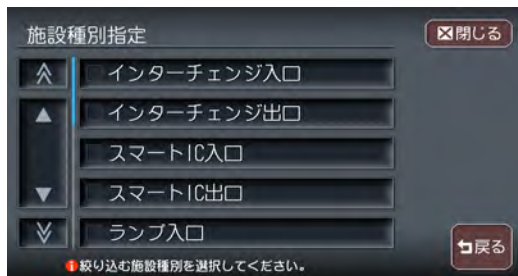 施設種別指定
閉じる
インターチェンジ入口
インターチェンジ出口
スマートIC入口
スマートIC出口
ランプ入口
戻る
絞り込む施設種別を選択してください。